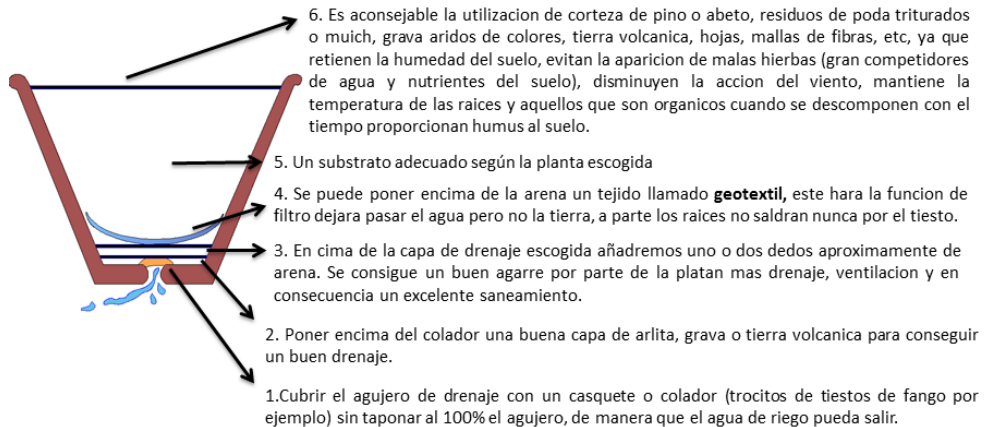 6. Es aconsejable la utilizacion de corteza de pino o abeto, residuos de poda triturados
o muich, grava aridos de colores, tierra volcanica, hojas, mallas de fibras, etc, ya que
retienen la humedad del suelo, evitan la aparicion de malas hierbas (gran competidores
de agua y nutrientes del suelo), disminuyen la accion del viento, mantiene la
temperatura de las raices y aquellos que son organicos cuando se descomponen con el
tiempo proporcionan humus al suelo.
5. Un substrato adecuado según la planta escogida
4. Se puede poner encima de la arena un tejido llamado geotextil, este hara la funcion de
filtro dejara pasar el agua pero no la tierra, a parte los raices no saldran nunca por el tiesto.
3. En cima de la capa de drenaje escogida añadremos uno o dos dedos aproximamente de
arena. Se consigue un buen agarre por parte de la platan mas drenaje, ventilacion y en
consecuencia un excelente saneamiento.
2. Poner encima del colador una buena capa de arlita, grava o tierra volcanica para conseguir
un buen drenaje.
1.Cubrir el agujero de drenaje con un casquete o colador (trocitos de tiestos de fango por
ejemplo) sin taponar al 100% el agujero, de manera que el agua de riego pueda salir.